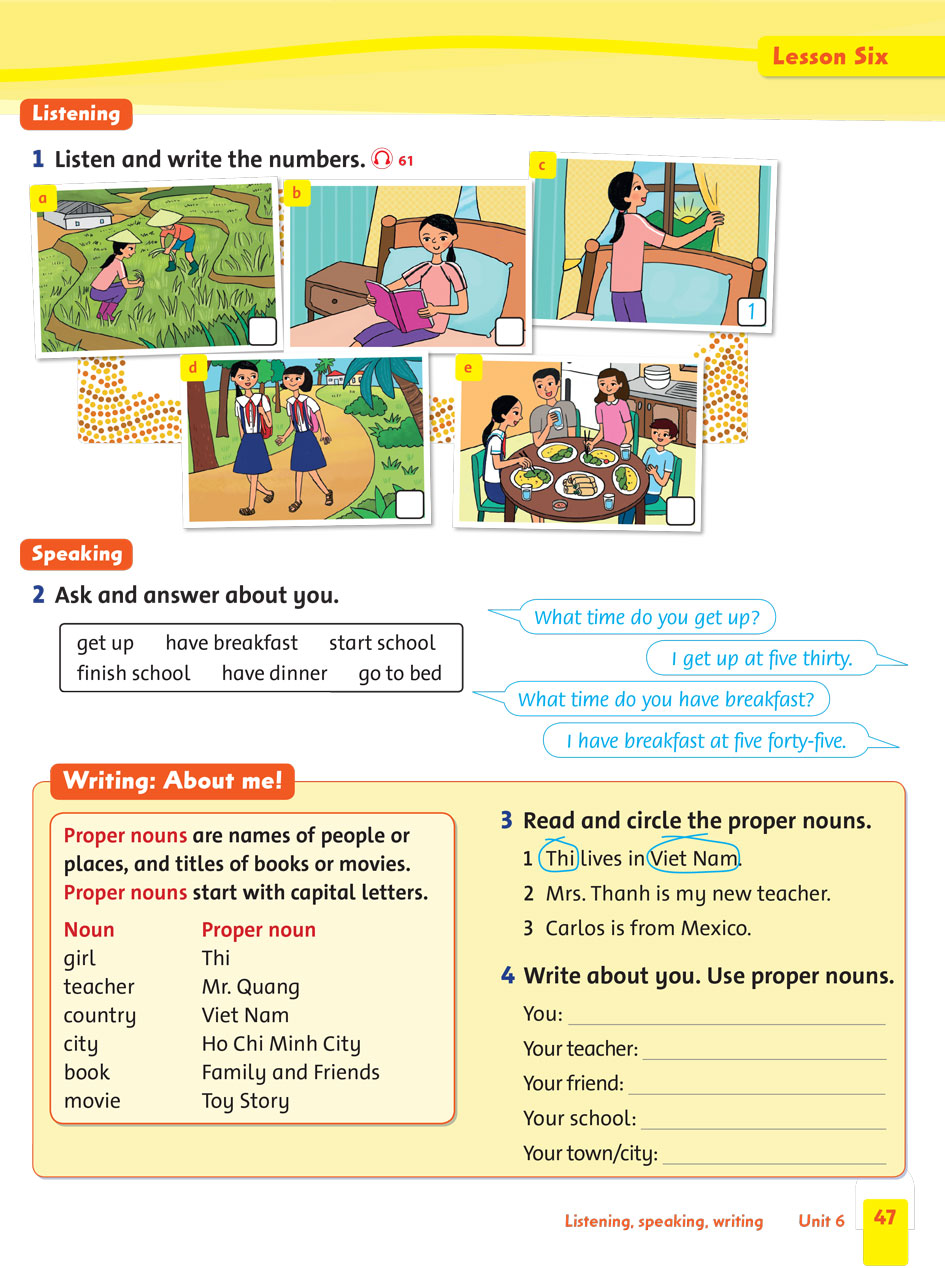 Lesson Six
Listening
1 Listen and write the numbers. 61
a
b
c
1
d
e
Speaking
2 Ask and answer about you.
get up have breakfast start school
finish school have dinner go to bed
What time do you get up?
I get up at five thirty.
What time do you have breakfast?
I have breakfast at five forty-five.
Writing: About me!
Proper nouns are names of people or
places, and titles of books or movies.
Proper nouns start with capital letters.
Noun Proper noun
girl Thi
teacher Mr. Quang
country Viet Nam
city Ho Chi Minh City
book Family and Friends
movie Toy Story
3 Read and circle the proper nouns.
1 Thi lives in Viet Nam.
2 Mrs. Thanh is my new teacher.
3 Carlos is from Mexico.
4 Write about you. Use proper nouns.
You:
Your teacher:
Your friend:
Your school:
Your town/city:
Listening, speaking, writing Unit 6 47